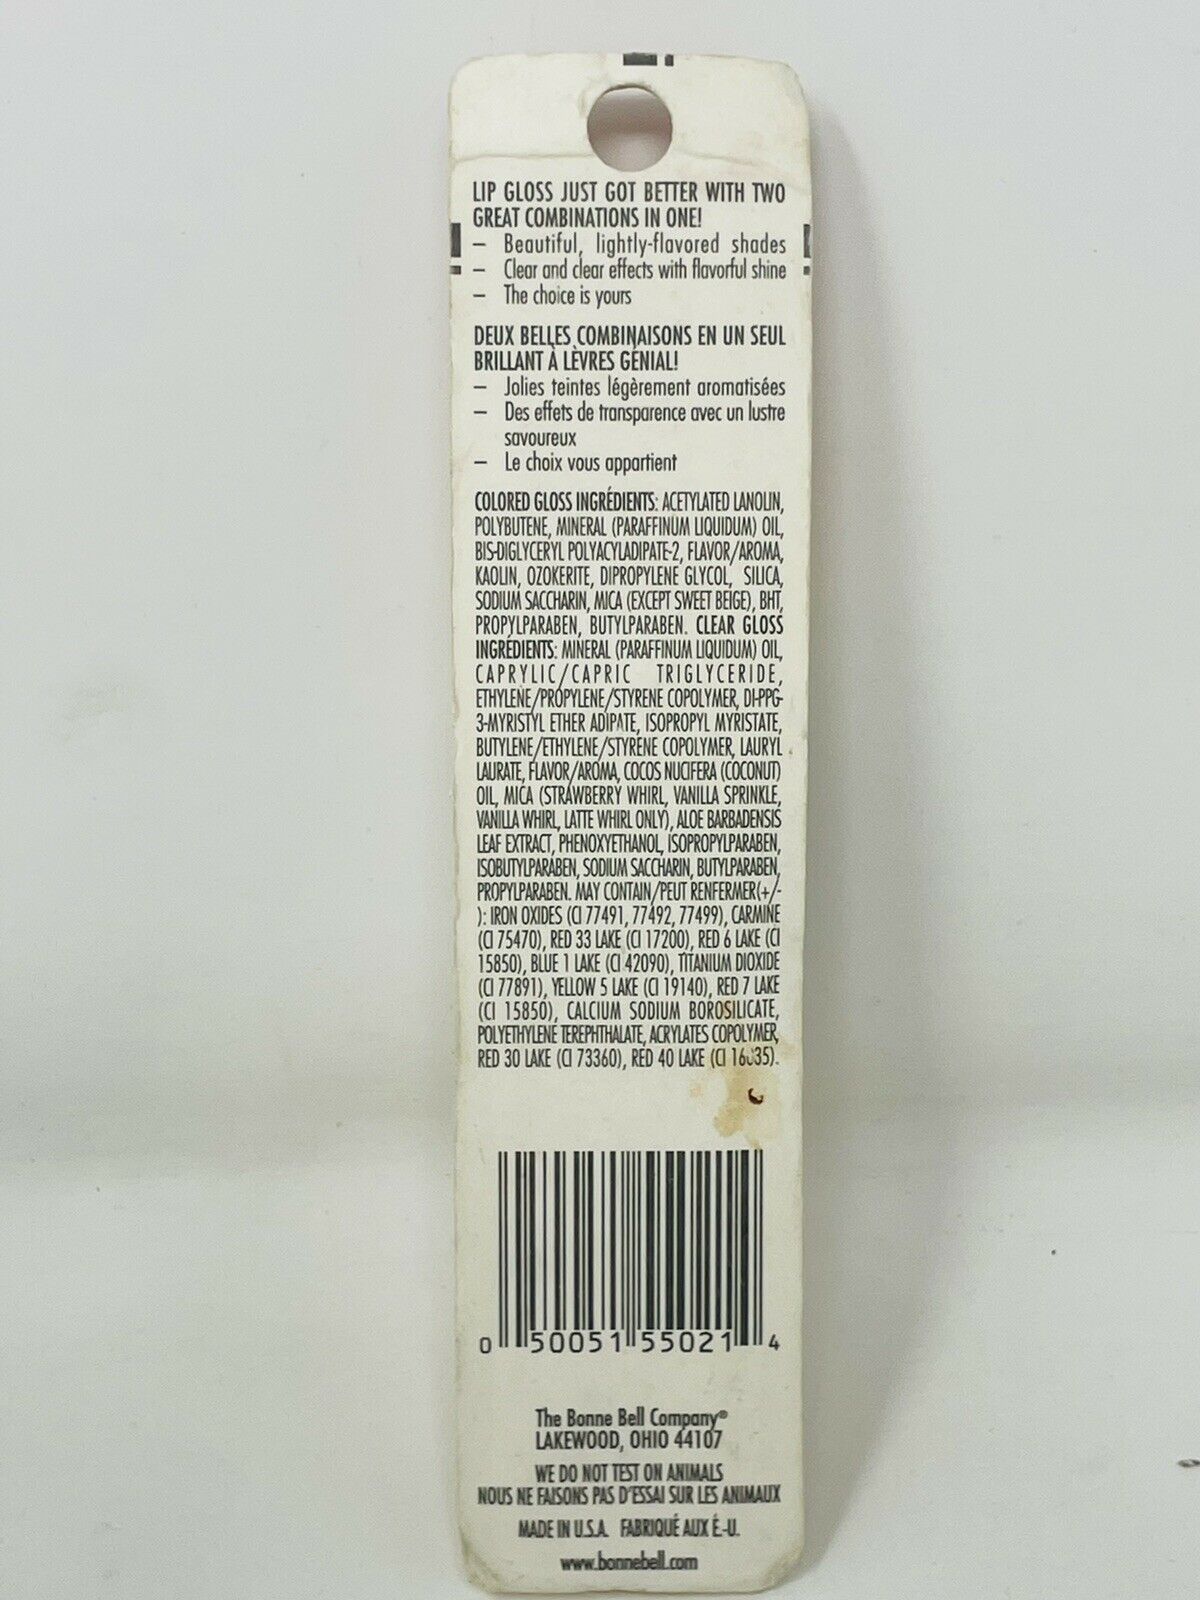 LIP GLOSS JUST GOT BETTER WITH TWO
GREAT COMBINATIONS IN ONE!
– Beautiful, lightly-flavored shades
– Clear and clear effects with flavorful shine
– The choice is yours
DEUX BELLES COMBINAISONS EN UN SEUL
BRILLANT À LÈVRES GÉNIAL!
– Jolies teintes légèrement aromatisées
– Des effets de transparence avec un lustre
savoureux
– Le choix vous appartient
COLORED GLOSS INGRÉDIENTS: ACETYLATED LANOLIN,
POLYBUTENE, MINERAL (PARAFFINUM LIQUIDUM) OIL,
BIS-DIGLYCERYL POLYACYLADIPATE-2, FLAVOR/AROMA,
KAOLIN, OZOKERITE, DIPROPYLENE GLYCOL, SILICA,
SODIUM SACCHARIN, MICA (EXCEPT SWEET BEIGE), BHT,
PROPYLPARABEN, BUTYLPARABEN. CLEAR GLOSS
INGRÉDIENTS: MINERAL (PARAFFINUM LIQUIDUM) OIL,
CAPRYLIC/CAPRIC TRIGLYCERIDE,
ETHYLENE/PROPYLENE/STYRENE COPOLYMER, DI-PPG-
3-MYRISTYL ETHER ADIPATE, ISOPROPYL MYRISTATE,
BUTYLENE/ETHYLENE/STYRENE COPOLYMER, LAURYL
LAURATE, FLAVOR/AROMA, COCOS NUCIFERA (COCONUT)
OIL, MICA (STRAWBERRY WHIRL, VANILLA SPRINKLE,
VANILLA WHIRL, LATTE WHIRL ONLY), ALOE BARBADENSIS
LEAF EXTRACT, PHENOXYETHANOL, ISOPROPYLPARABEN,
ISOBUTYLPARABEN, SODIUM SACCHARIN, BUTYLPARABEN,
PROPYLPARABEN. MAY CONTAIN/PEUT RENFERMER(+/-
): IRON OXIDES (CI 77491, 77492, 77499), CARMINE
(CI 75470), RED 33 LAKE (CI 17200), RED 6 LAKE (CI
15850), BLUE 1 LAKE (CI 42090), TITANIUM DIOXIDE
(CI 77891), YELLOW 5 LAKE (CI 19140), RED 7 LAKE
(CI 15850), CALCIUM SODIUM BOROSILICATE,
POLYETHYLENE TEREPHTHALATE, ACRYLATES COPOLYMER,
RED 30 LAKE (CI 73360), RED 40 LAKE (CI 16035).
0 50051 55021 4
The Bonne Bell Company®
LAKEWOOD, OHIO 44107
WE DO NOT TEST ON ANIMALS
NOUS NE FAISONS PAS D'ESSAI SUR LES ANIMAUX
MADE IN U.S.A. FABRIQUÉ AUX É.-U.
www.bonnebell.com